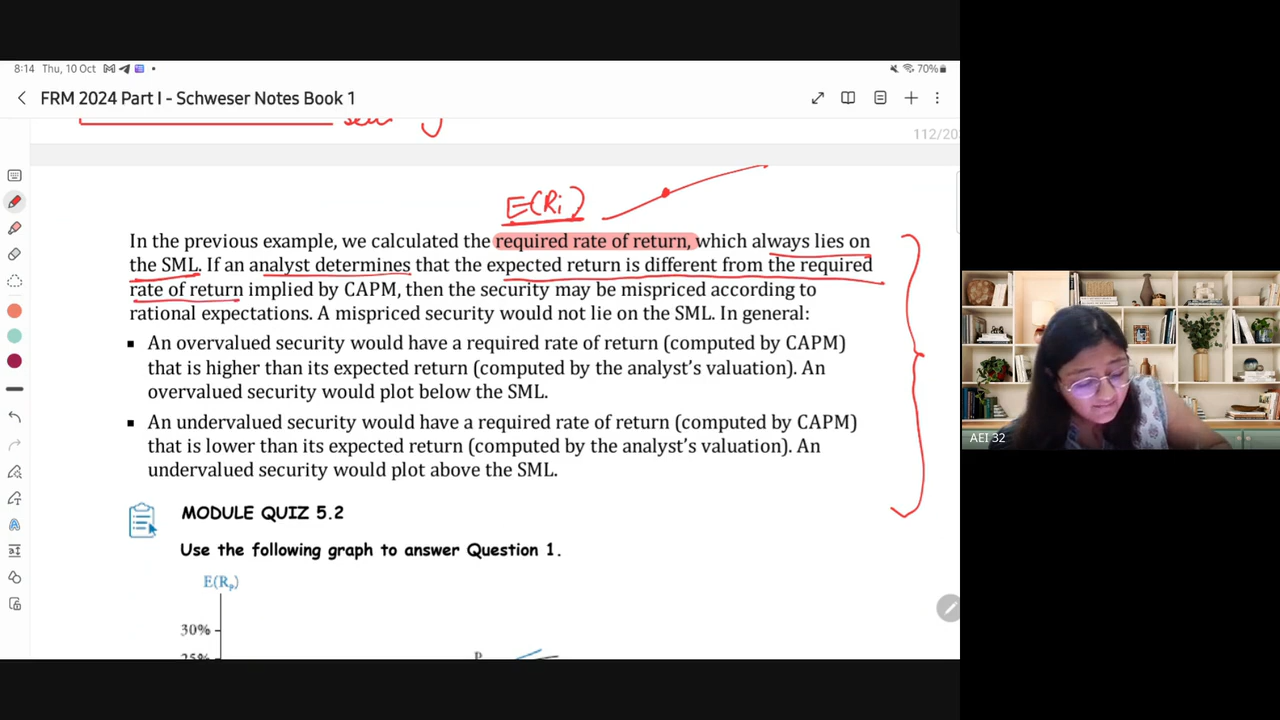 8:14 Thu, 10 Oct
70%
FRM 2024 Part I - Schweser Notes Book 1
112/20
E(Ri)
In the previous example, we calculated the required rate of return, which always lies on
the SML. If an analyst determines that the expected return is different from the required
rate of return implied by CAPM, then the security may be mispriced according to
rational expectations. A mispriced security would not lie on the SML. In general:
▪ An overvalued security would have a required rate of return (computed by CAPM)
that is higher than its expected return (computed by the analyst's valuation). An
overvalued security would plot below the SML.
▪ An undervalued security would have a required rate of return (computed by CAPM)
that is lower than its expected return (computed by the analyst's valuation). An
undervalued security would plot above the SML.
MODULE QUIZ 5.2
Use the following graph to answer Question 1.
E(Rp)
30%
25%
P
AEI 32